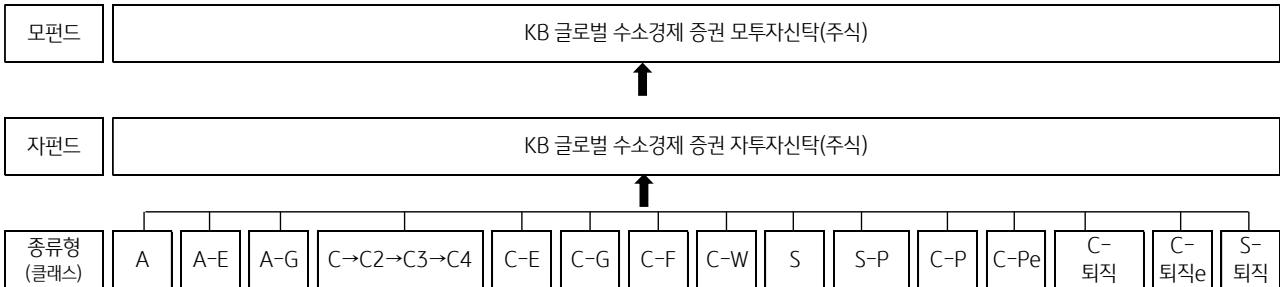 모펀드
KB 글로벌 수소경제 증권 모투자신탁(주식)
자펀드
KB 글로벌 수소경제 증권 자투자신탁(주식)
종류형
(클래스)
A
A-E
A-G
C→C2→C3→C4
C-E
C-G
C-F
C-W
S
S-P
C-P
C-Pe
C-
퇴직
C-
퇴직e
S-
퇴직